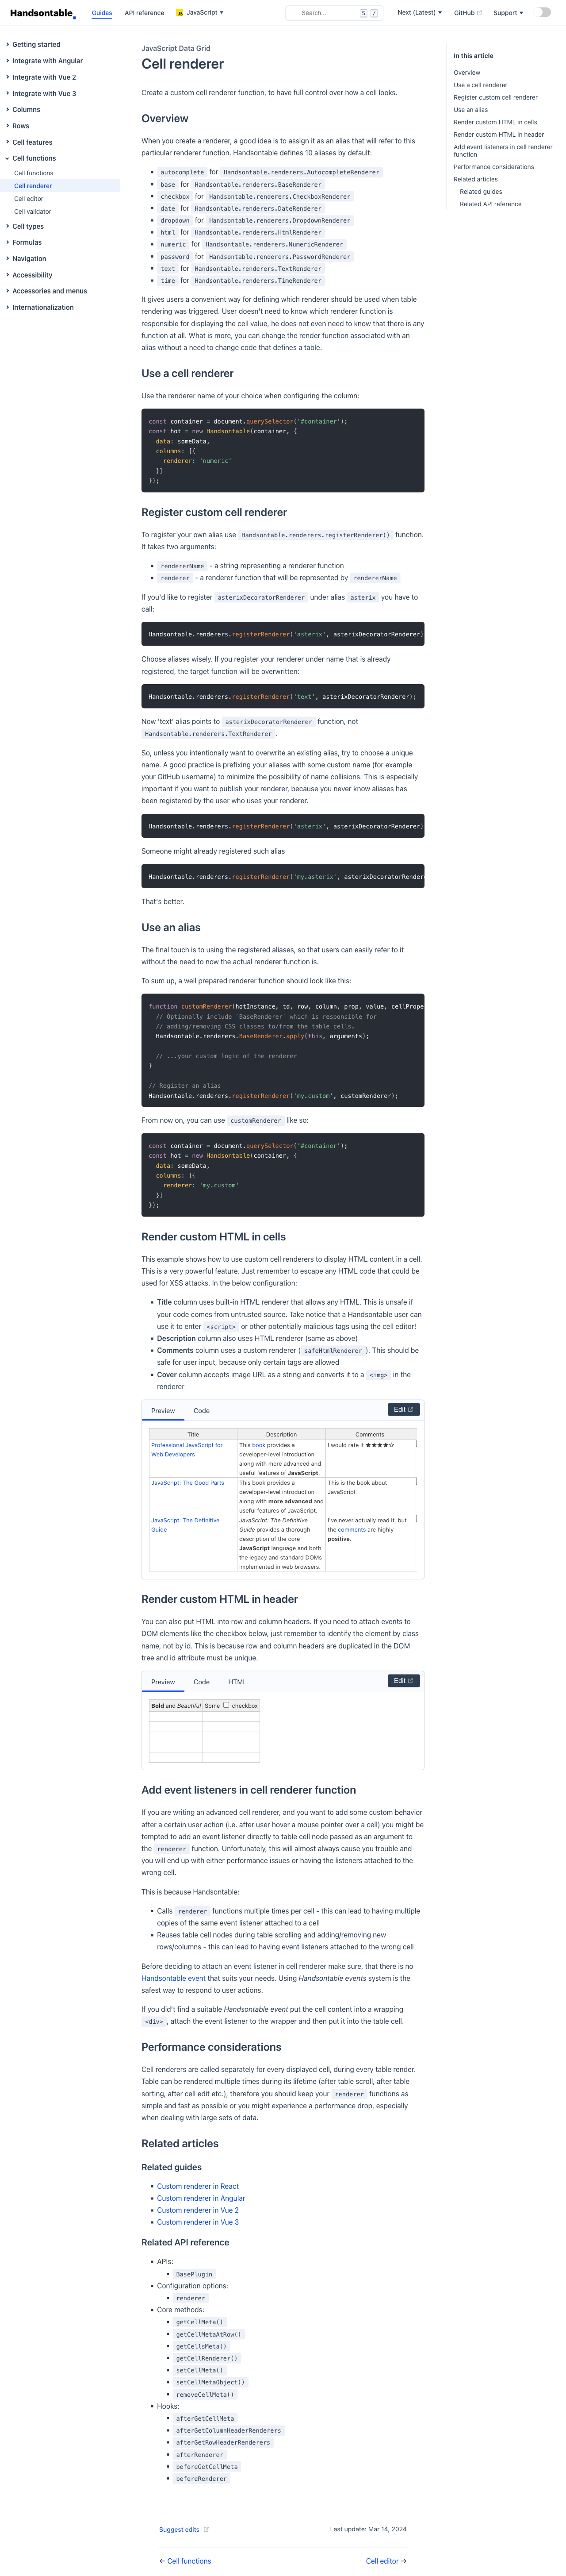 Handsontable
Guides
API reference
JS JavaScript
Search...
S /
Next (Latest)
GitHub
Support
Getting started
Integrate with Angular
Integrate with Vue 2
Integrate with Vue 3
Columns
Rows
Cell features
Cell functions
Cell functions
Cell renderer
Cell editor
Cell validator
Cell types
Formulas
Navigation
Accessibility
Accessories and menus
Internationalization
JavaScript Data Grid
Cell renderer
Create a custom cell renderer function, to have full control over how a cell looks.
Overview
When you create a renderer, a good idea is to assign it as an alias that will refer to this
particular renderer function. Handsontable defines 10 aliases by default:
autocomplete for Handsontable.renderers.AutocompleteRenderer
base for Handsontable.renderers.BaseRenderer
checkbox for Handsontable.renderers.CheckboxRenderer
date for Handsontable.renderers.DateRenderer
dropdown for Handsontable.renderers.DropdownRenderer
html for Handsontable.renderers.HtmlRenderer
numeric for Handsontable.renderers.NumericRenderer
password for Handsontable.renderers.PasswordRenderer
text for Handsontable.renderers.TextRenderer
time for Handsontable.renderers.TimeRenderer
It gives users a convenient way for defining which renderer should be used when table
rendering was triggered. User doesn't need to know which renderer function is
responsible for displaying the cell value, he does not even need to know that there is any
function at all. What is more, you can change the render function associated with an
alias without a need to change code that defines a table.
Use a cell renderer
Use the renderer name of your choice when configuring the column:
const container = document.querySelector('#container');
const hot = new Handsontable(container, {
data: someData,
columns: [{
renderer: 'numeric'
}]
});
Register custom cell renderer
To register your own alias use Handsontable.renderers.registerRenderer() function.
It takes two arguments:
rendererName - a string representing a renderer function
renderer - a renderer function that will be represented by rendererName
If you'd like to register asterixDecoratorRenderer under alias asterix you have to
call:
Handsontable.renderers.registerRenderer('asterix', asterixDecoratorRenderer)
Choose aliases wisely. If you register your renderer under name that is already
registered, the target function will be overwritten:
Handsontable.renderers.registerRenderer('text', asterixDecoratorRenderer);
Now 'text' alias points to asterixDecoratorRenderer function, not
Handsontable.renderers.TextRenderer .
So, unless you intentionally want to overwrite an existing alias, try to choose a unique
name. A good practice is prefixing your aliases with some custom name (for example
your GitHub username) to minimize the possibility of name collisions. This is especially
important if you want to publish your renderer, because you never know aliases has
been registered by the user who uses your renderer.
Handsontable.renderers.registerRenderer('asterix', asterixDecoratorRenderer)
Someone might already registered such alias
Handsontable.renderers.registerRenderer('my.asterix', asterixDecoratorRendere
That's better.
Use an alias
The final touch is to using the registered aliases, so that users can easily refer to it
without the need to now the actual renderer function is.
To sum up, a well prepared renderer function should look like this:
function customRenderer(hotInstance, td, row, column, prop, value, cellPrope
// Optionally include `BaseRenderer` which is responsible for
// adding/removing CSS classes to/from the table cells.
Handsontable.renderers.BaseRenderer.apply(this, arguments);
// ...your custom logic of the renderer
}
// Register an alias
Handsontable.renderers.registerRenderer('my.custom', customRenderer);
From now on, you can use customRenderer like so:
const container = document.querySelector('#container');
const hot = new Handsontable(container, {
data: someData,
columns: [{
renderer: 'my.custom'
}]
});
Render custom HTML in cells
This example shows how to use custom cell renderers to display HTML content in a cell.
This is a very powerful feature. Just remember to escape any HTML code that could be
used for XSS attacks. In the below configuration:
Title column uses built-in HTML renderer that allows any HTML. This is unsafe if
your code comes from untrusted source. Take notice that a Handsontable user can
use it to enter <script> or other potentially malicious tags using the cell editor!
Description column also uses HTML renderer (same as above)
Comments column uses a custom renderer ( safeHtmlRenderer ). This should be
safe for user input, because only certain tags are allowed
Cover column accepts image URL as a string and converts it to a <img> in the
renderer
Preview
Code
Edit
Title
Description
Comments
Professional JavaScript for
Web Developers
This book provides a
developer-level introduction
along with more advanced and
useful features of JavaScript.
I would rate it ★★★★☆
JavaScript: The Good Parts
This book provides a
developer-level introduction
along with more advanced and
useful features of JavaScript.
This is the book about
JavaScript
JavaScript: The Definitive
Guide
JavaScript: The Definitive
Guide provides a thorough
description of the core
JavaScript language and both
the legacy and standard DOMs
implemented in web browsers.
I've never actually read it, but
the comments are highly
positive.
Render custom HTML in header
You can also put HTML into row and column headers. If you need to attach events to
DOM elements like the checkbox below, just remember to identify the element by class
name, not by id. This is because row and column headers are duplicated in the DOM
tree and id attribute must be unique.
Preview
Code
HTML
Edit
Bold and Beautiful
Some checkbox
Add event listeners in cell renderer function
If you are writing an advanced cell renderer, and you want to add some custom behavior
after a certain user action (i.e. after user hover a mouse pointer over a cell) you might be
tempted to add an event listener directly to table cell node passed as an argument to
the renderer function. Unfortunately, this will almost always cause you trouble and
you will end up with either performance issues or having the listeners attached to the
wrong cell.
This is because Handsontable:
Calls renderer functions multiple times per cell - this can lead to having multiple
copies of the same event listener attached to a cell
Reuses table cell nodes during table scrolling and adding/removing new
rows/columns - this can lead to having event listeners attached to the wrong cell
Before deciding to attach an event listener in cell renderer make sure, that there is no
Handsontable event that suits your needs. Using Handsontable events system is the
safest way to respond to user actions.
If you did't find a suitable Handsontable event put the cell content into a wrapping
<div> , attach the event listener to the wrapper and then put it into the table cell.
Performance considerations
Cell renderers are called separately for every displayed cell, during every table render.
Table can be rendered multiple times during its lifetime (after table scroll, after table
sorting, after cell edit etc.), therefore you should keep your renderer functions as
simple and fast as possible or you might experience a performance drop, especially
when dealing with large sets of data.
Related articles
Related guides
Custom renderer in React
Custom renderer in Angular
Custom renderer in Vue 2
Custom renderer in Vue 3
Related API reference
APIs:
BasePlugin
Configuration options:
renderer
Core methods:
getCellMeta()
getCellMetaAtRow()
getCellsMeta()
getCellRenderer()
setCellMeta()
setCellMetaObject()
removeCellMeta()
Hooks:
afterGetCellMeta
afterGetColumnHeaderRenderers
afterGetRowHeaderRenderers
afterRenderer
beforeGetCellMeta
beforeRenderer
Suggest edits
Last update: Mar 14, 2024
← Cell functions
Cell editor →
In this article
Overview
Use a cell renderer
Register custom cell renderer
Use an alias
Render custom HTML in cells
Render custom HTML in header
Add event listeners in cell renderer
function
Performance considerations
Related articles
Related guides
Related API reference